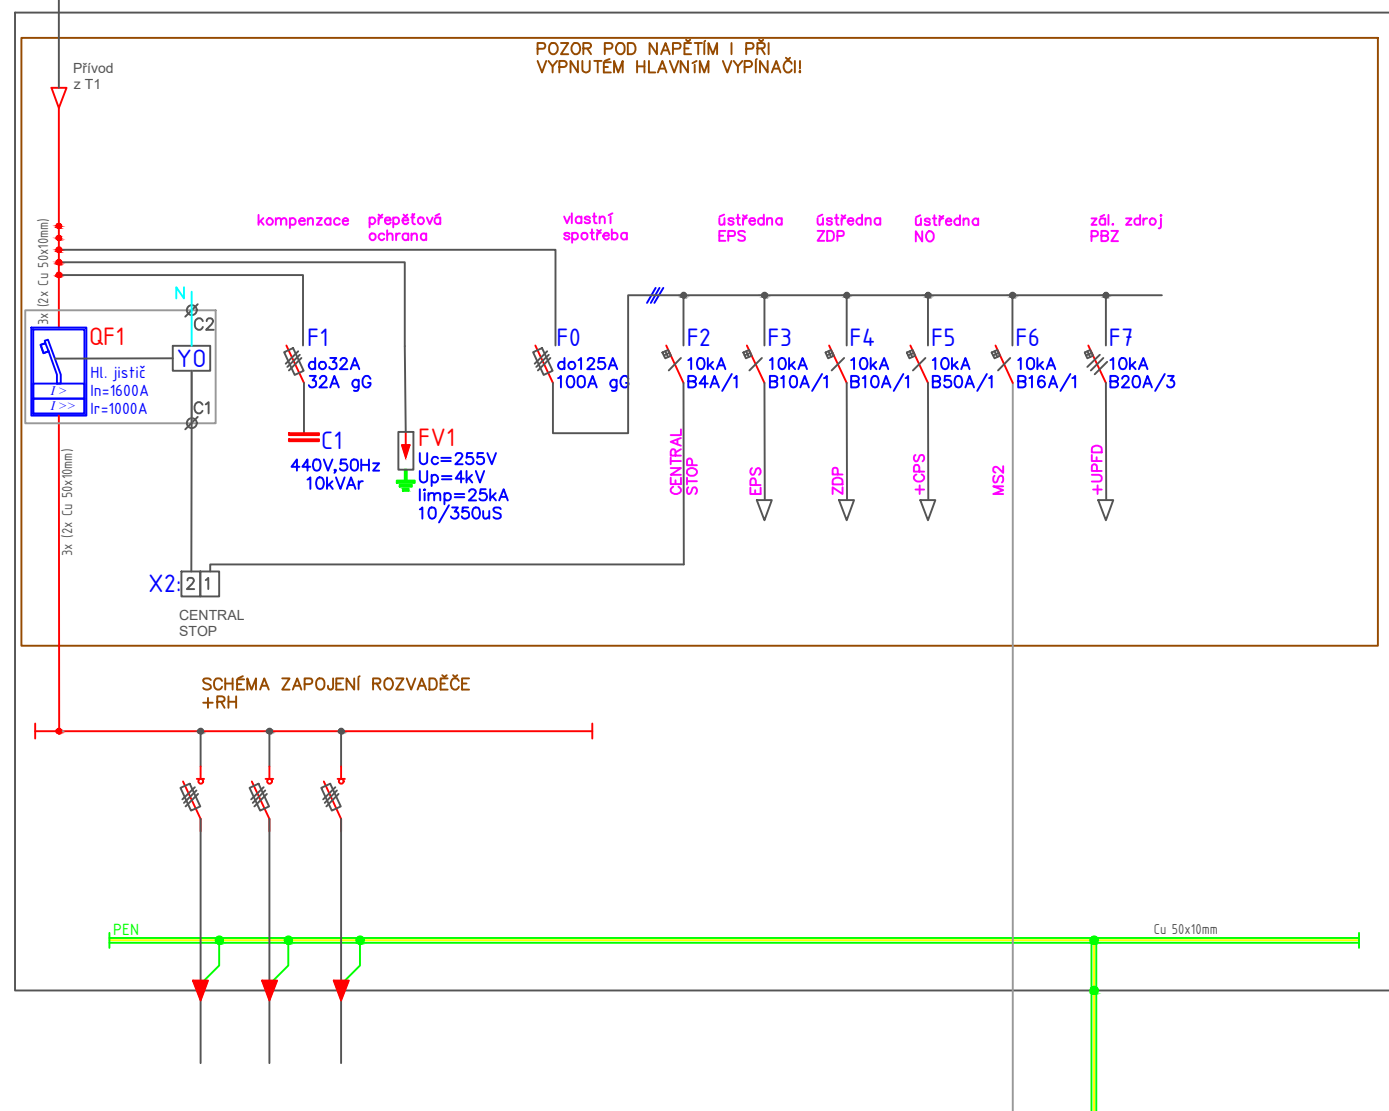 POZOR POD NAPĚTÍM I PŘI
VYPNUTÉM HLAVNÍM VYPÍNAČI!
Přívod
z T1
kompenzace
přepěťová
ochrana
vlastní
spotřeba
ústředna
EPS
ústředna
ZDP
ústředna
NO
zál. zdroj
PBZ
3x (2x Cu 50x10mm)
N
C2
QF1
Y0
Hl. jistič
In=1600A
Ir=1000A
I >
I >>
C1
F1
do32A
32A gG
C1
440V,50Hz
10kVAr
FV1
Uc=255V
Up=4kV
Iimp=25kA
10/350uS
F0
do125A
100A gG
F2
10kA
B4A/1
F3
10kA
B10A/1
F4
10kA
B10A/1
F5
10kA
B50A/1
F6
10kA
B16A/1
F7
10kA
B20A/3
CENTRAL
STOP
EPS
ZDP
+CPS
MS2
+UPFD
3x (2x Cu 50x10mm)
X2:
2
1
CENTRAL
STOP
SCHÉMA ZAPOJENÍ ROZVADĚČE
+RH
PEN
Cu 50x10mm